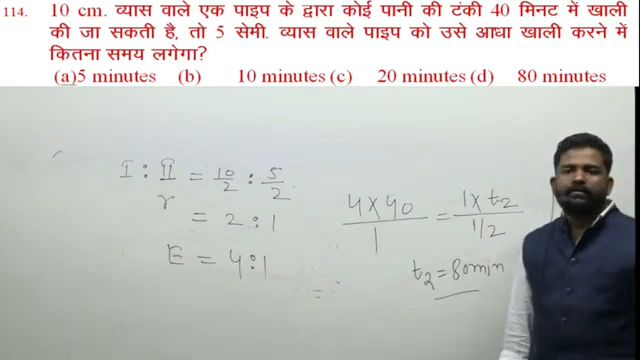 114. 10 cm. व्यास वाले एक पाइप के द्वारा कोई पानी की टंकी 40 मिनट में खाली
की जा सकती है, तो 5 सेमी. व्यास वाले पाइप को उसे आधा खाली करने में
कितना समय लगेगा?
(a)5 minutes (b) 10 minutes (c) 20 minutes (d) 80 minutes
I : II = 10/2 : 5/2
r = 2 : 1
E = 4 : 1
4 x 40 / 1 = 1 x t2 / 1/2
t2 = 80 min